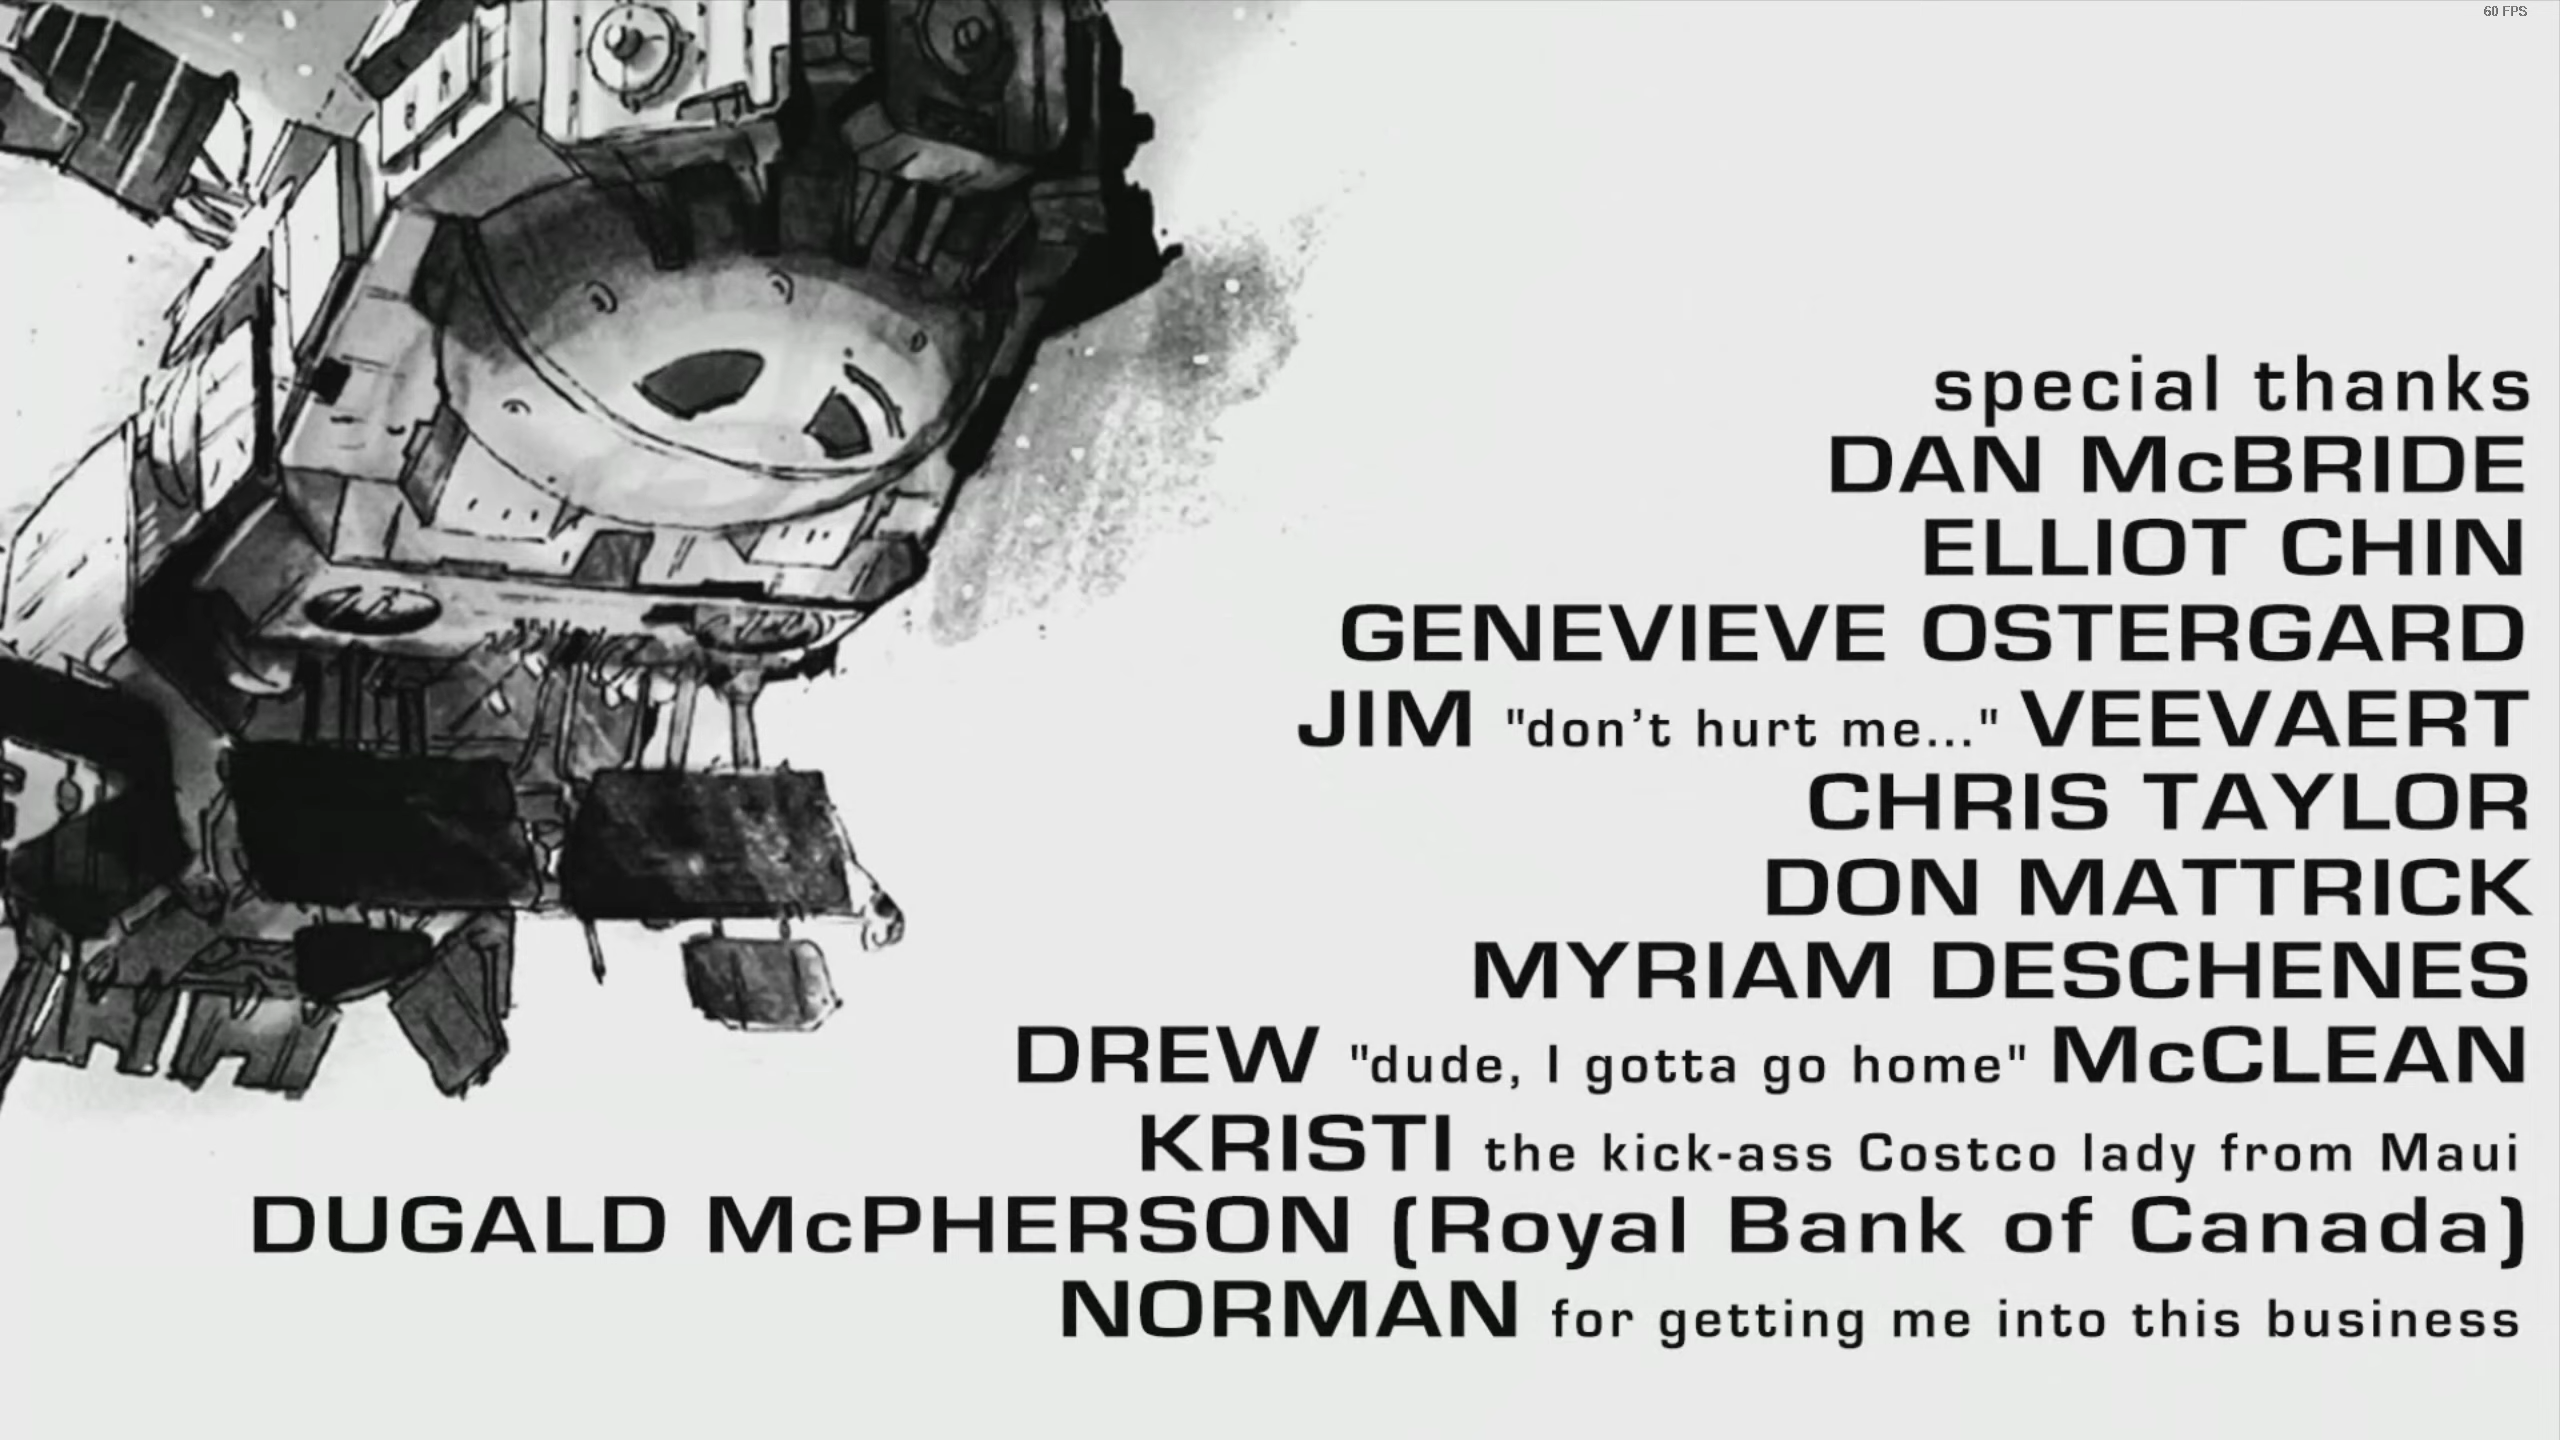 60 FPS
special thanks
DAN McBRIDE
ELLIOT CHIN
GENEVIEVE OSTERGARD
JIM "don't hurt me..." VEEVAERT
CHRIS TAYLOR
DON MATTRICK
MYRIAM DESCHENES
DREW "dude, I gotta go home" McCLEAN
KRISTI the kick-ass Costco lady from Maui
DUGALD McPHERSON (Royal Bank of Canada)
NORMAN for getting me into this business